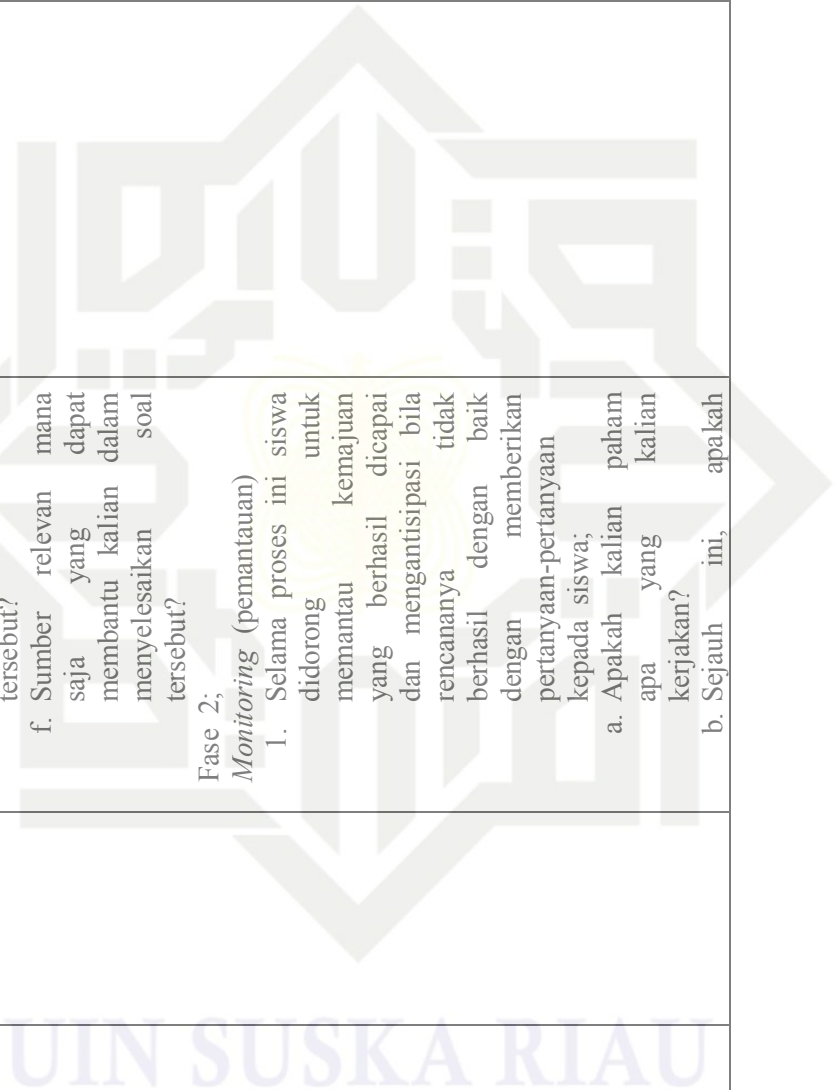 tersebut?
f. Sumber relevan mana
saja yang dapat
membantu kalian dalam
menyelesaikan soal
tersebut?
Fase 2;
Monitoring (pemantauan)
1. Selama proses ini siswa
didorong untuk
memantau kemajuan
yang berhasil dicapai
dan mengantisipasi bila
rencananya tidak
berhasil dengan baik
dengan memberikan
pertanyaan-pertanyaan
kepada siswa;
a. Apakah kalian paham
apa yang kalian
kerjakan?
b. Sejauh ini, apakah
UIN SUSKA RIAU